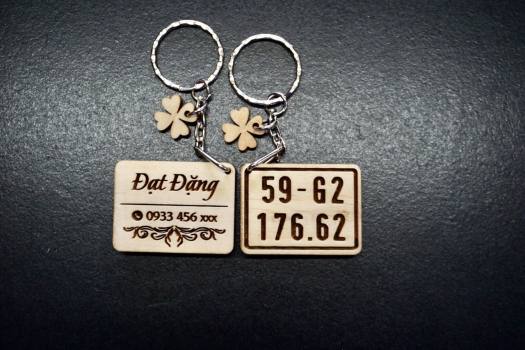 Đạt Đặng
0933 456 xxx
59-G2
176.62